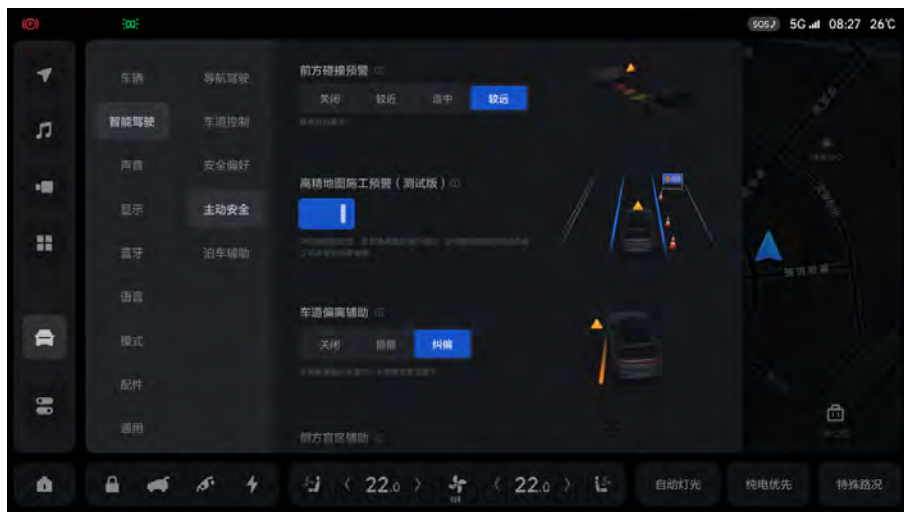 SOS 5G 08:27 26℃
车辆
智能驾驶
声音
显示
蓝牙
语言
模式
配件
通用
导航驾驶
车道控制
安全偏好
主动安全
泊车辅助
前方碰撞预警
关闭 较近 适中 较远
高精地图施工预警（测试版）
车道偏离辅助
关闭 提醒 纠偏
侧方盲区辅助
22.0 22.0 自动灯光 纯电优先 特殊路况